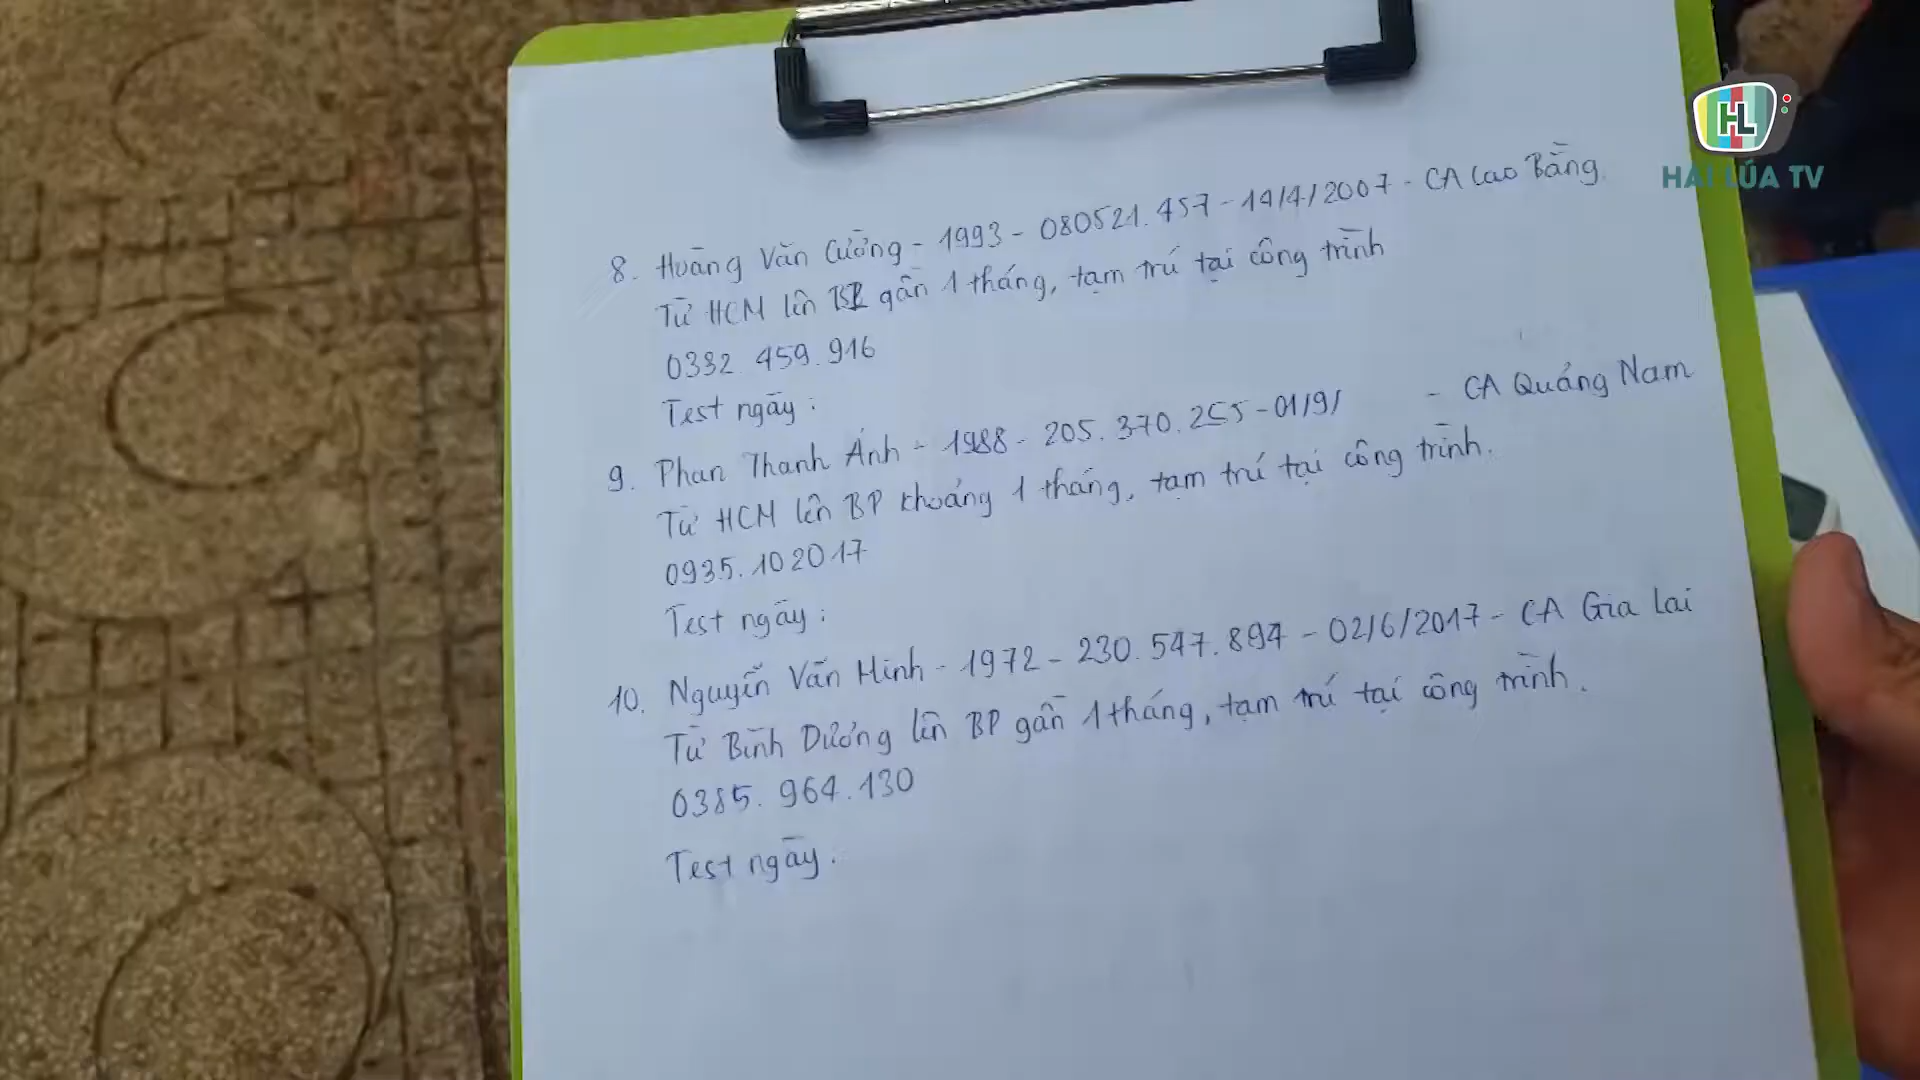 HL
HAI LÚA TV
8. Hoàng Văn Cường - 1993 - 080521.457 - 14/4/2007 - CA Cao Bằng.
Từ HCM lên gần 1 tháng, tạm trú tại công trình
0332.459.916
Test ngày:
9. Phan Thanh Ánh - 1988 - 205.370.255 - 01/9/ - CA Quảng Nam
Từ HCM lên BP khoảng 1 tháng, tạm trú tại công trình.
0935.102017
Test ngày:
10. Nguyễn Văn Minh - 1972 - 230.547.894 - 02/6/2017 - CA Gia Lai
Từ Bình Dương lên BP gần 1 tháng, tạm trú tại công trình.
0385.964.130
Test ngày.